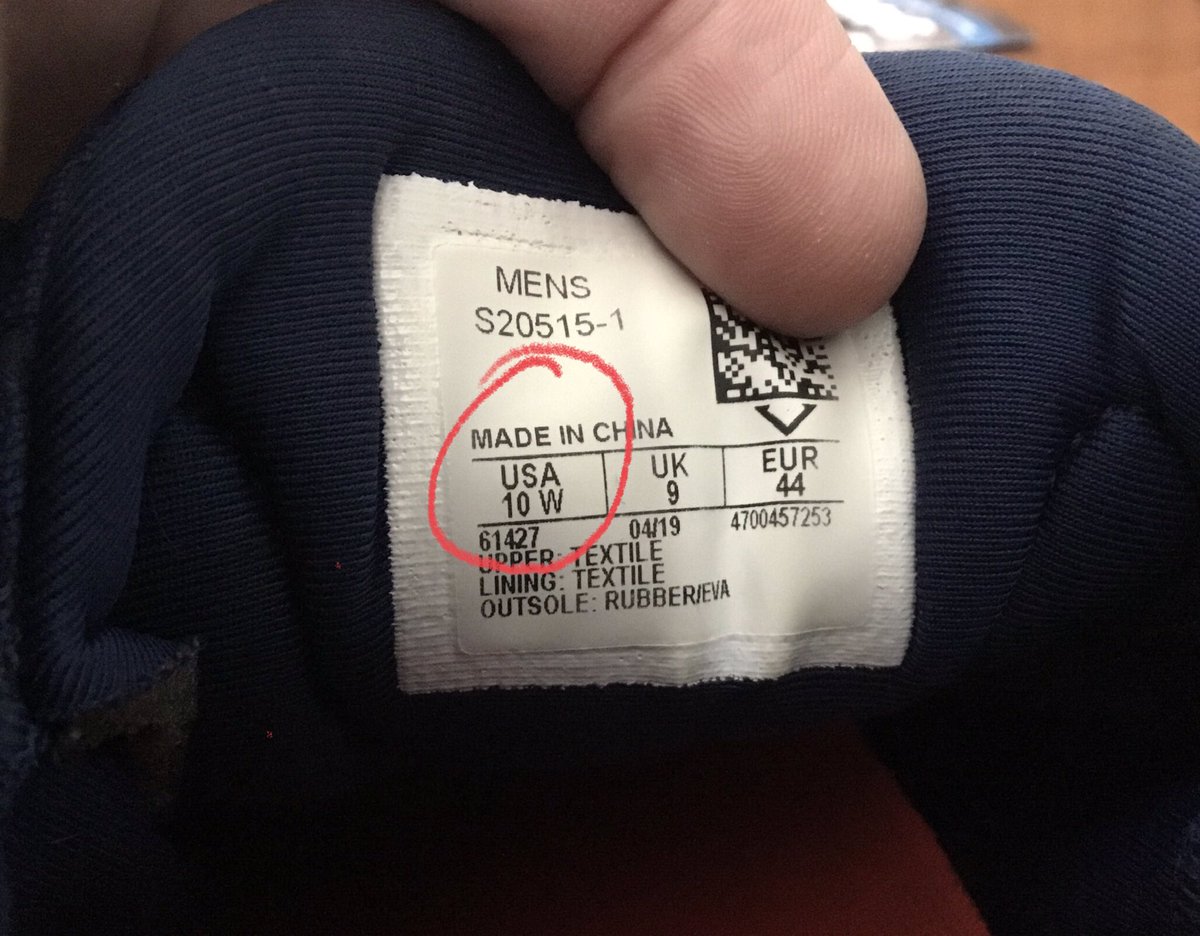 MENS
S20515-1
MADE IN CHINA
USA UK EUR
10 W 9 44
61427 04/19 4700457253
UPPER: TEXTILE
LINING: TEXTILE
OUTSOLE: RUBBER/EVA